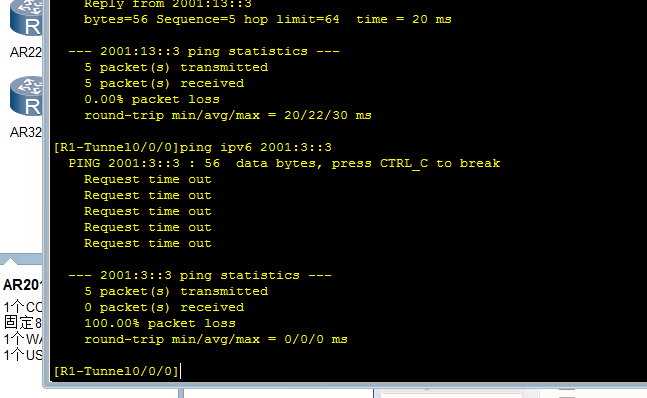 Reply from 2001:13::3
bytes=56 Sequence=5 hop limit=64  time = 20 ms
--- 2001:13::3 ping statistics ---
5 packet(s) transmitted
5 packet(s) received
0.00% packet loss
round-trip min/avg/max = 20/22/30 ms
[R1-Tunnel0/0/0]ping ipv6 2001:3::3
PING 2001:3::3 : 56  data bytes, press CTRL_C to break
Request time out
Request time out
Request time out
Request time out
Request time out
--- 2001:3::3 ping statistics ---
5 packet(s) transmitted
0 packet(s) received
100.00% packet loss
round-trip min/avg/max = 0/0/0 ms
[R1-Tunnel0/0/0]
R
AR22
R
AR32
AR201
1个CO
固定8
1个WA
1个US